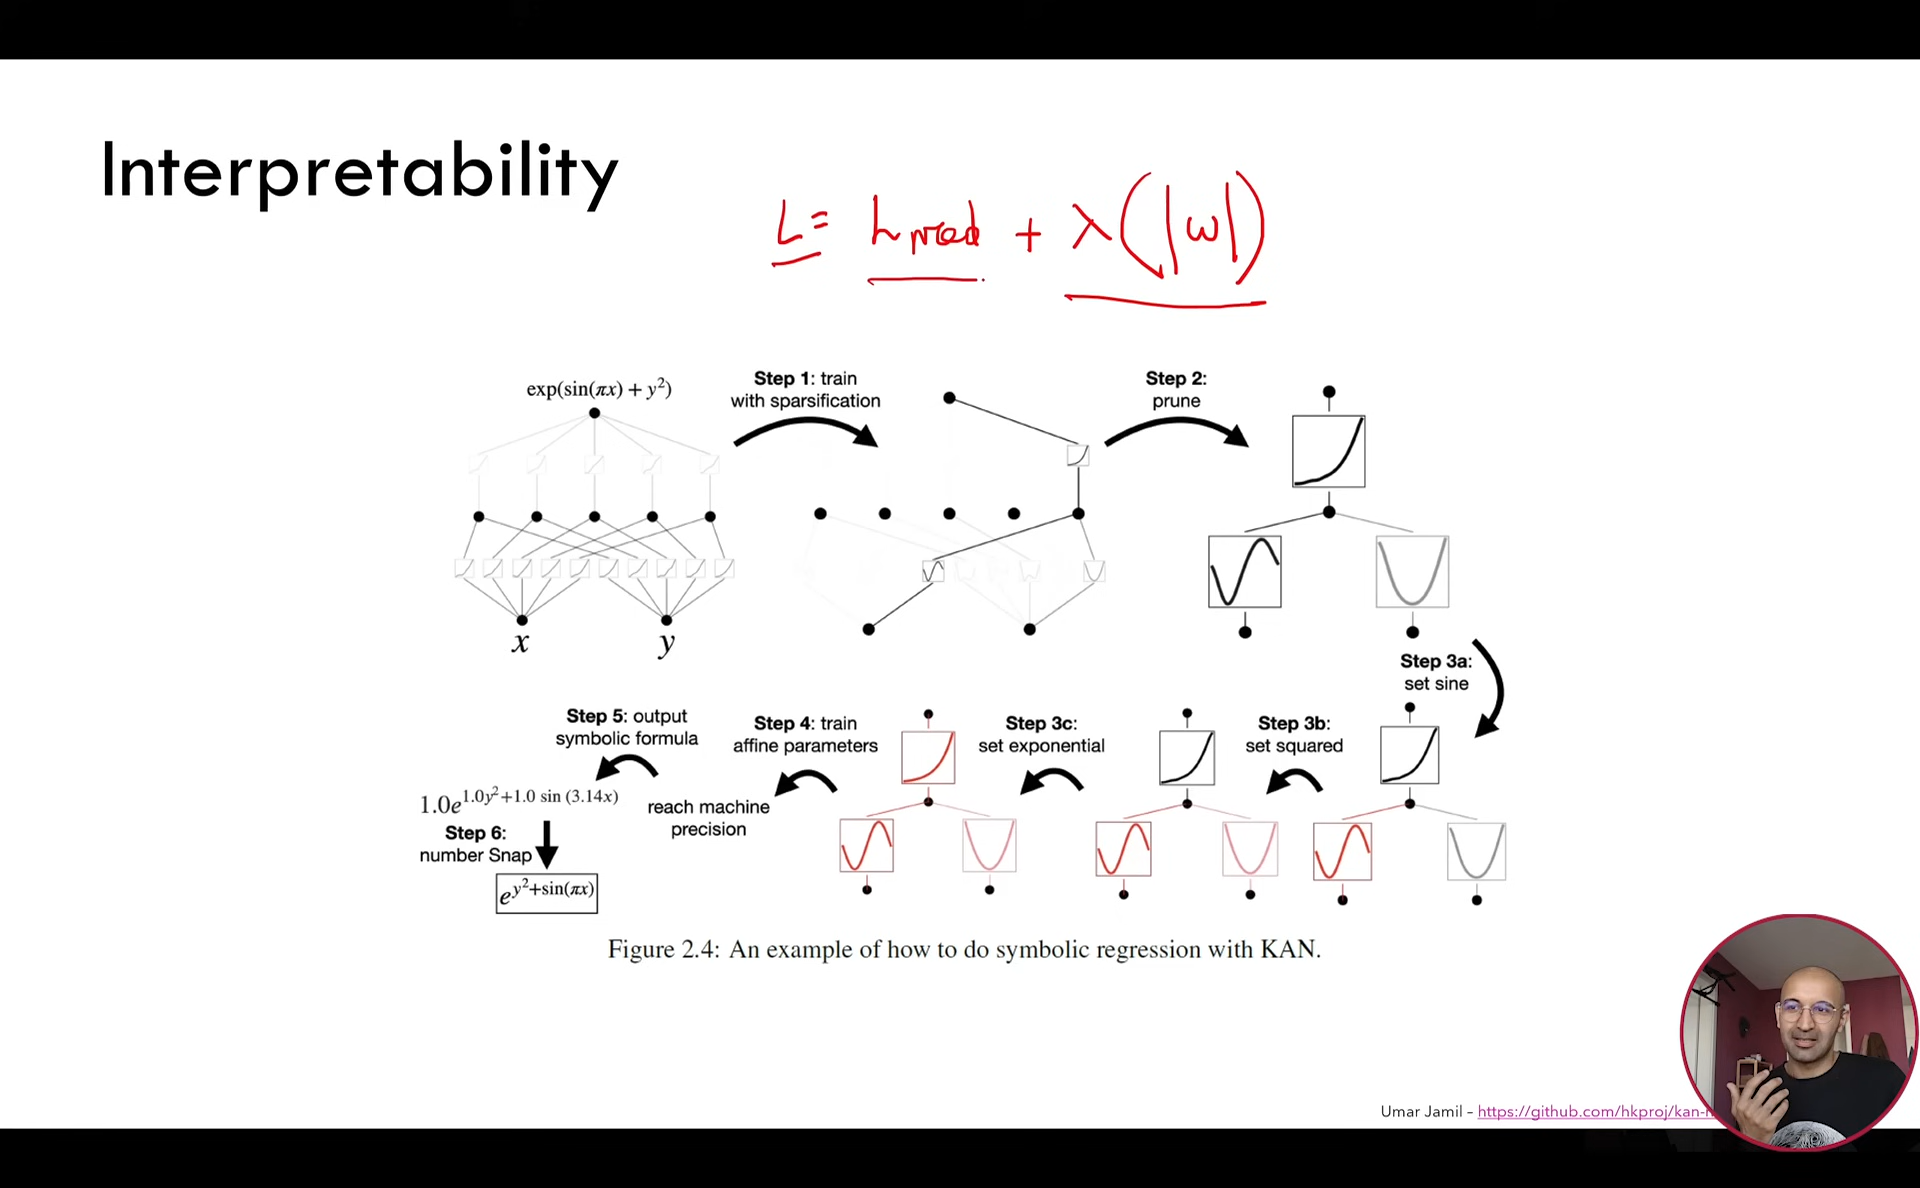 Interpretability
L = Lpred + λ(|w|)
exp(sin(πx) + y²)
Step 1: train
with sparsification
Step 2:
prune
x
y
Step 3a:
set sine
Step 3b:
set squared
Step 3c:
set exponential
Step 4: train
affine parameters
reach machine
precision
Step 5: output
symbolic formula
1.0e^1.0y²+1.0 sin (3.14x)
Step 6:
number Snap
e^y²+sin(πx)
Figure 2.4: An example of how to do symbolic regression with KAN.
Umar Jamil – https://github.com/hkproj/kan-